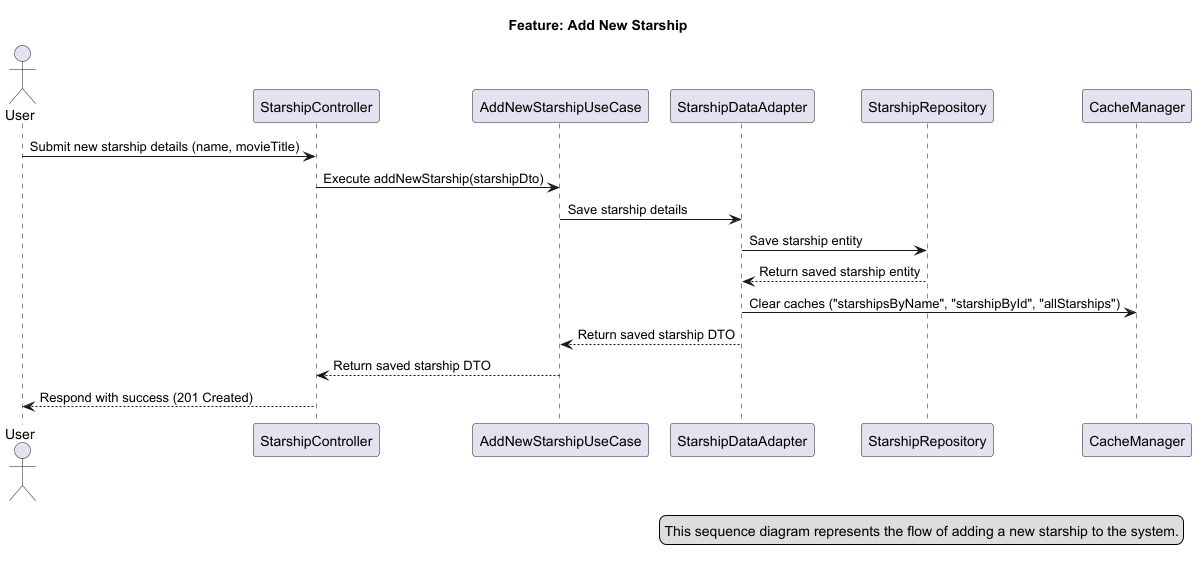 Feature: Add New Starship
User
StarshipController
AddNewStarshipUseCase
StarshipDataAdapter
StarshipRepository
CacheManager
Submit new starship details (name, movieTitle)
Execute addNewStarship(starshipDto)
Save starship details
Save starship entity
Return saved starship entity
Clear caches ("starshipsByName", "starshipById", "allStarships")
Return saved starship DTO
Return saved starship DTO
Respond with success (201 Created)
User
StarshipController
AddNewStarshipUseCase
StarshipDataAdapter
StarshipRepository
CacheManager
This sequence diagram represents the flow of adding a new starship to the system.